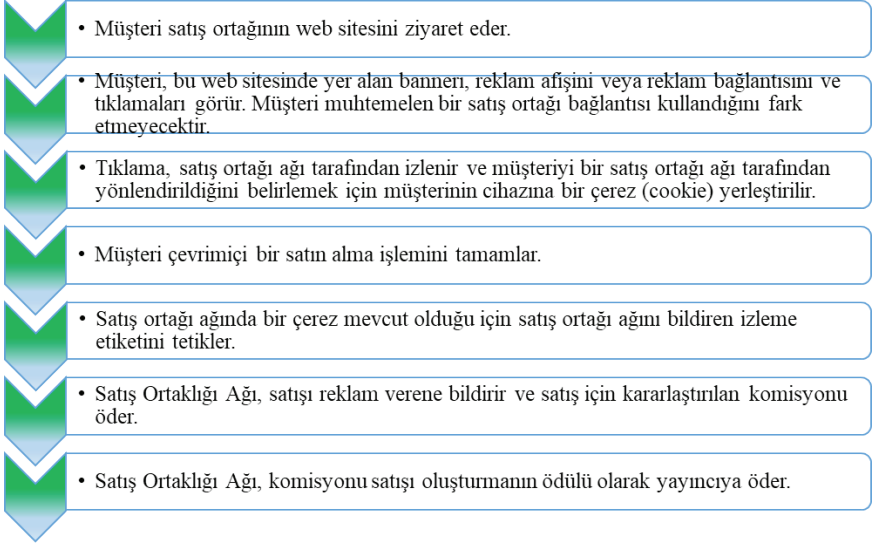 • Müşteri satış ortağının web sitesini ziyaret eder.
• Müşteri, bu web sitesinde yer alan bannerı, reklam afişini veya reklam bağlantısını ve
tıklamaları görür. Müşteri muhtemelen bir satış ortağı bağlantısı kullandığını fark
etmeyecektir.
• Tıklama, satış ortağı ağı tarafından izlenir ve müşteriyi bir satış ortağı ağı tarafından
yönlendirildiğini belirlemek için müşterinin cihazına bir çerez (cookie) yerleştirilir.
• Müşteri çevrimiçi bir satın alma işlemini tamamlar.
• Satış ortağı ağında bir çerez mevcut olduğu için satış ortağı ağını bildiren izleme
etiketini tetikler.
• Satış Ortaklığı Ağı, satışı reklam verene bildirir ve satış için kararlaştırılan komisyonu
öder.
• Satış Ortaklığı Ağı, komisyonu satışı oluşturmanın ödülü olarak yayıncıya öder.